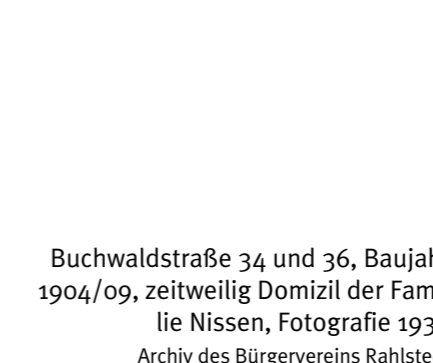 Buchwaldstraße 34 und 36, Baujah
1904/09, zeitweilig Domizil der Fam
lie Nissen, Fotografie 193
Archiv des Bürgervereins Rahlste